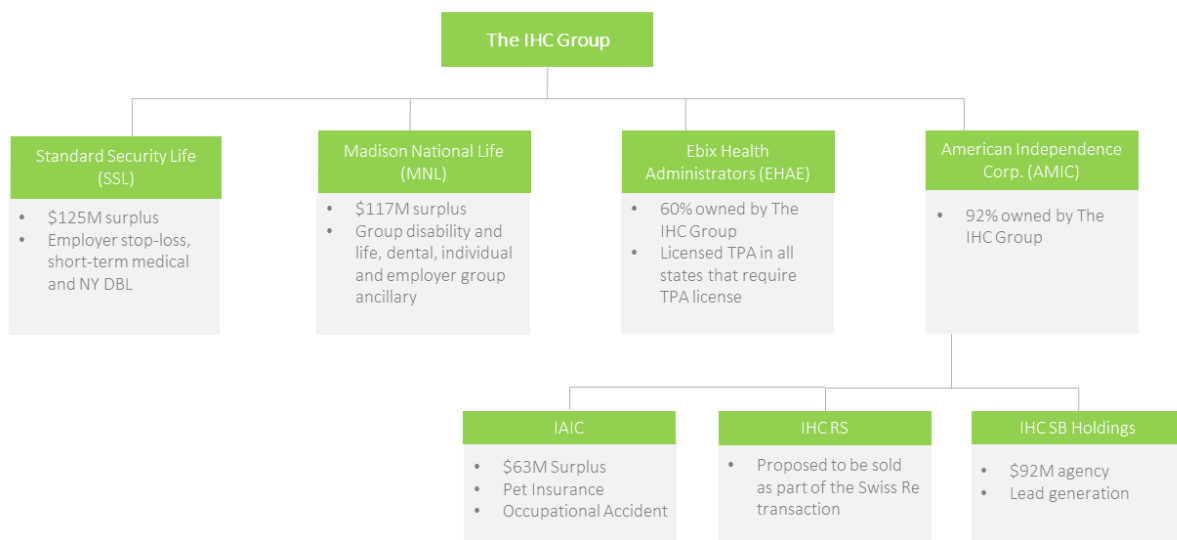 The IHC Group
Standard Security Life
(SSL)
• $125M surplus
• Employer stop-loss,
short-term medical
and NY DBL
Madison National Life
(MNL)
• $117M surplus
• Group disability and
life, dental, individual
and employer group
ancillary
Ebix Health
Administrators (EHAE)
• 60% owned by The
IHC Group
• Licensed TPA in all
states that require
TPA license
American Independence
Corp. (AMIC)
• 92% owned by The
IHC Group
IAIC
• $63M Surplus
• Pet Insurance
• Occupational Accident
IHC RS
• Proposed to be sold
as part of the Swiss Re
transaction
IHC SB Holdings
• $92M agency
• Lead generation